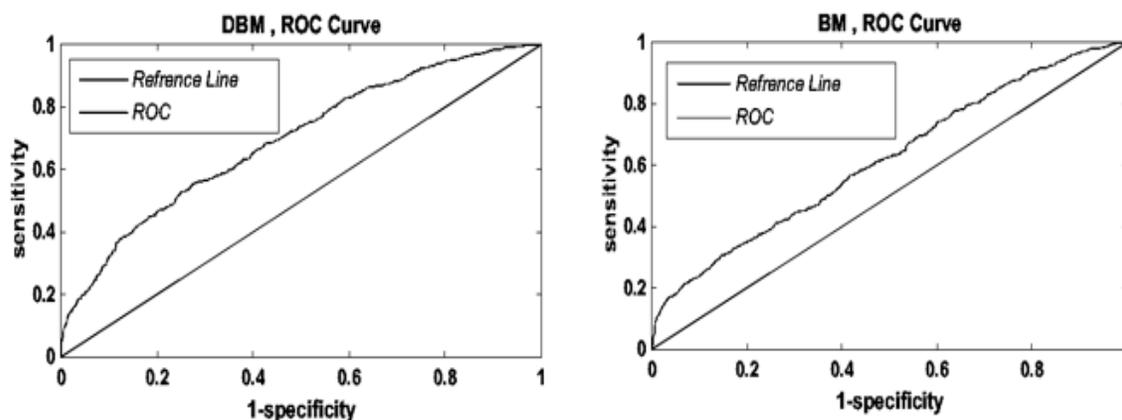 DBM , ROC Curve
1
0.8
0.6
0.4
0.2
0
sensitivity
Refrence Line
ROC
0 0.2 0.4 0.6 0.8 1
1-specificity
BM , ROC Curve
1
0.8
0.6
0.4
0.2
0
sensitivity
Refrence Line
ROC
0 0.2 0.4 0.6 0.8
1-specificity